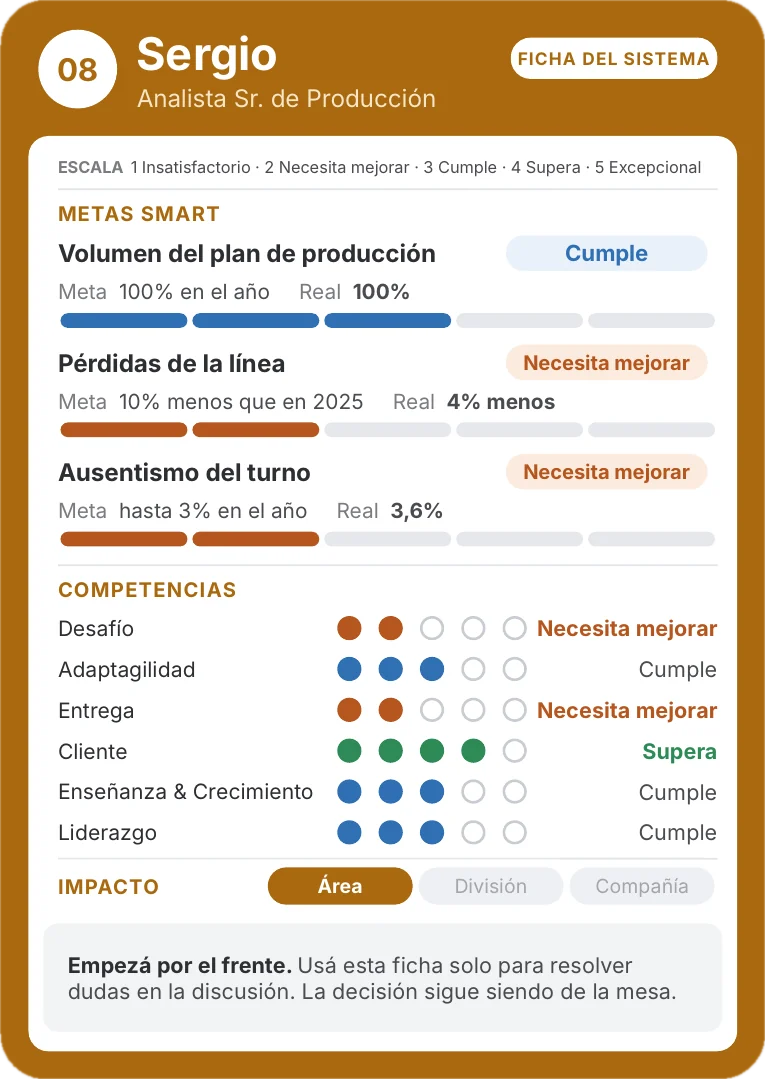 08
Sergio
Analista Sr. de Producción
FICHA DEL SISTEMA
ESCALA 1 Insatisfactorio · 2 Necesita mejorar · 3 Cumple · 4 Supera · 5 Excepcional
METAS SMART
Volumen del plan de producción Cumple
Meta 100% en el año Real 100%
Pérdidas de la línea Necesita mejorar
Meta 10% menos que en 2025 Real 4% menos
Ausentismo del turno Necesita mejorar
Meta hasta 3% en el año Real 3,6%
COMPETENCIAS
Desafío Necesita mejorar
Adaptagilidad Cumple
Entrega Necesita mejorar
Cliente Supera
Enseñanza & Crecimiento Cumple
Liderazgo Cumple
IMPACTO Área División Compañía
Empezá por el frente. Usá esta ficha solo para resolver
dudas en la discusión. La decisión sigue siendo de la mesa.